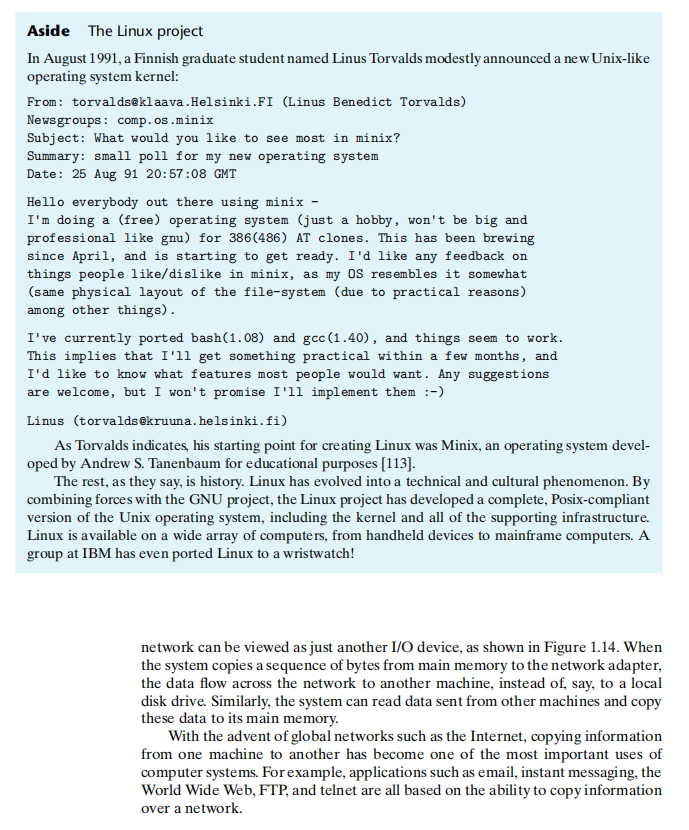 Aside The Linux project
In August 1991, a Finnish graduate student named Linus Torvalds modestly announced a new Unix-like
operating system kernel:
From: torvalds@klaava.Helsinki.FI (Linus Benedict Torvalds)
Newsgroups: comp.os.minix
Subject: What would you like to see most in minix?
Summary: small poll for my new operating system
Date: 25 Aug 91 20:57:08 GMT
Hello everybody out there using minix -
I'm doing a (free) operating system (just a hobby, won't be big and
professional like gnu) for 386(486) AT clones. This has been brewing
since April, and is starting to get ready. I'd like any feedback on
things people like/dislike in minix, as my OS resembles it somewhat
(same physical layout of the file-system (due to practical reasons)
among other things).
I've currently ported bash(1.08) and gcc(1.40), and things seem to work.
This implies that I'll get something practical within a few months, and
I'd like to know what features most people would want. Any suggestions
are welcome, but I won't promise I'll implement them :-)
Linus (torvalds@kruuna.helsinki.fi)
As Torvalds indicates, his starting point for creating Linux was Minix, an operating system devel-
oped by Andrew S. Tanenbaum for educational purposes [113].
The rest, as they say, is history. Linux has evolved into a technical and cultural phenomenon. By
combining forces with the GNU project, the Linux project has developed a complete, Posix-compliant
version of the Unix operating system, including the kernel and all of the supporting infrastructure.
Linux is available on a wide array of computers, from handheld devices to mainframe computers. A
group at IBM has even ported Linux to a wristwatch!
network can be viewed as just another I/O device, as shown in Figure 1.14. When
the system copies a sequence of bytes from main memory to the network adapter,
the data flow across the network to another machine, instead of, say, to a local
disk drive. Similarly, the system can read data sent from other machines and copy
these data to its main memory.
With the advent of global networks such as the Internet, copying information
from one machine to another has become one of the most important uses of
computer systems. For example, applications such as email, instant messaging, the
World Wide Web, FTP, and telnet are all based on the ability to copy information
over a network.